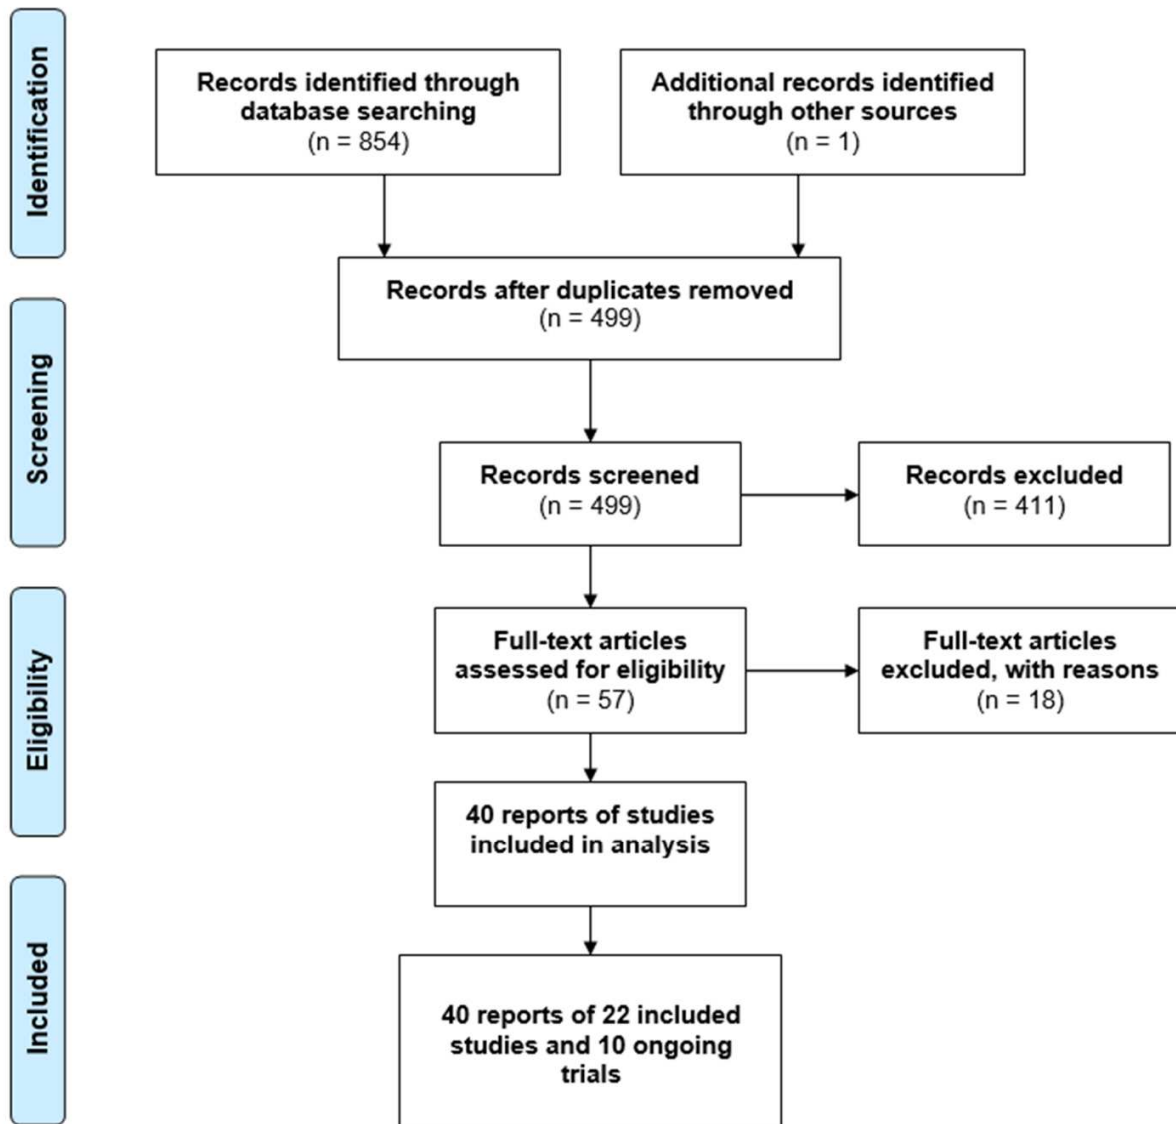 Identification
Records identified through
database searching
(n = 854)
Additional records identified
through other sources
(n = 1)
Records after duplicates removed
(n = 499)
Screening
Records screened
(n = 499)
Records excluded
(n = 411)
Eligibility
Full-text articles
assessed for eligibility
(n = 57)
Full-text articles
excluded, with reasons
(n = 18)
40 reports of studies
included in analysis
Included
40 reports of 22 included
studies and 10 ongoing
trials